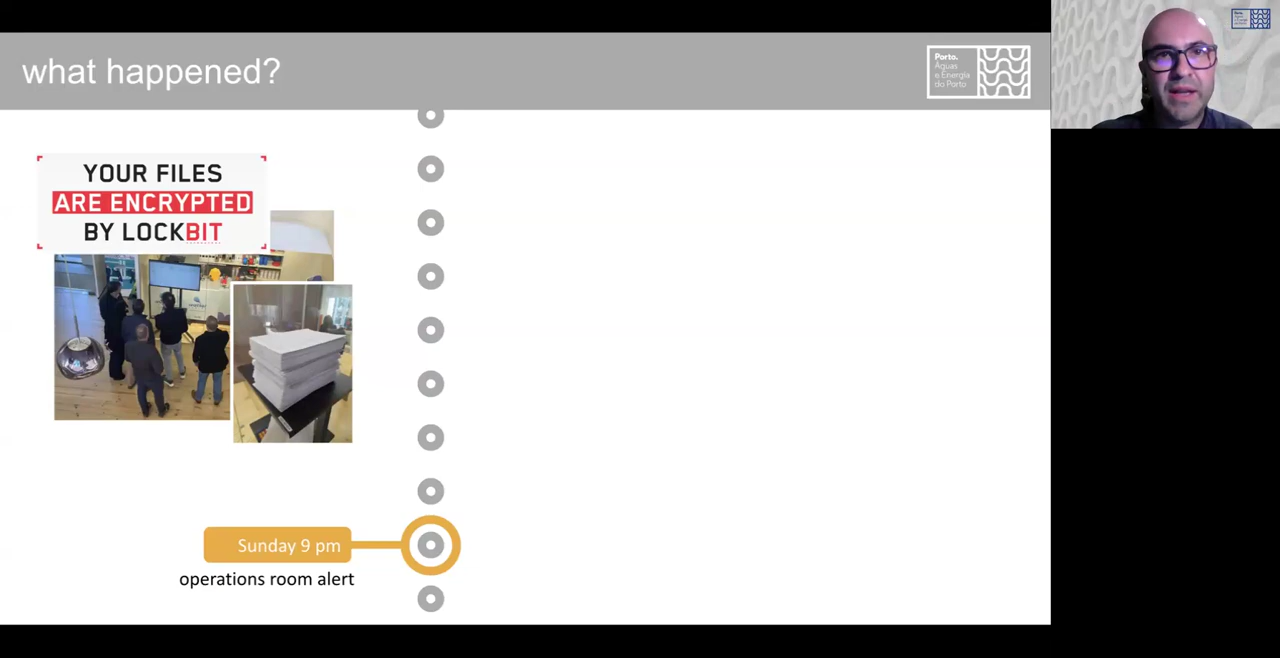 what happened?
Porto.
Águas
e Energia
do Porto
YOUR FILES
ARE ENCRYPTED
BY LOCKBIT
Sunday 9 pm
operations room alert